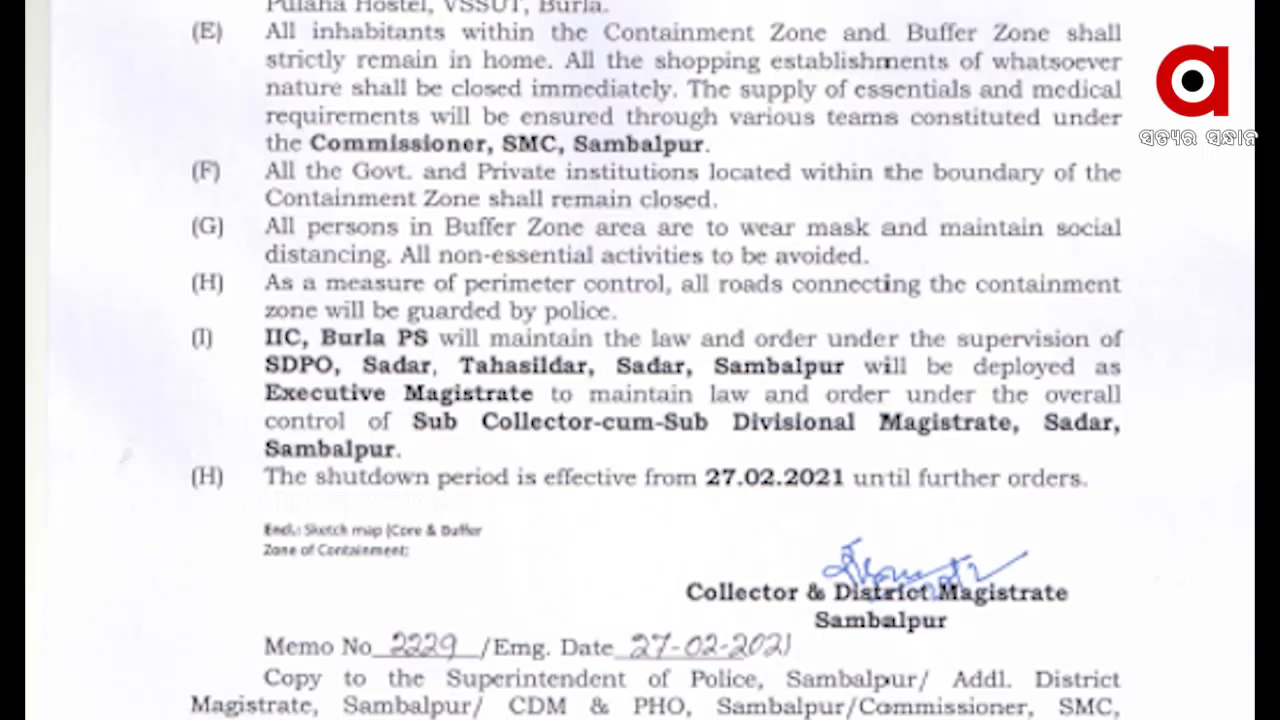 Pulaha Hostel, VSSUT, Burla.
(E) All inhabitants within the Containment Zone and Buffer Zone shall
strictly remain in home. All the shopping establishments of whatsoever
nature shall be closed immediately. The supply of essentials and medical
requirements will be ensured through various teams constituted under
the Commissioner, SMC, Sambalpur.
(F) All the Govt. and Private institutions located within the boundary of the
Containment Zone shall remain closed.
(G) All persons in Buffer Zone area are to wear mask and maintain social
distancing. All non-essential activities to be avoided.
(H) As a measure of perimeter control, all roads connecting the containment
zone will be guarded by police.
(I) IIC, Burla PS will maintain the law and order under the supervision of
SDPO, Sadar, Tahasildar, Sadar, Sambalpur will be deployed as
Executive Magistrate to maintain law and order under the overall
control of Sub Collector-cum-Sub Divisional Magistrate, Sadar,
Sambalpur.
(H) The shutdown period is effective from 27.02.2021 until further orders.
Encl.: Sketch map (Core & Buffer
Zone of Containment:
Collector & District Magistrate
Sambalpur
Memo No 2229 /Emg. Date 27-02-2021
Copy to the Superintendent of Police, Sambalpur/ Addl. District
Magistrate, Sambalpur/ CDM & PHO, Sambalpur/Commissioner, SMC,
a
ସତ୍ୟର ସନ୍ଧାନ